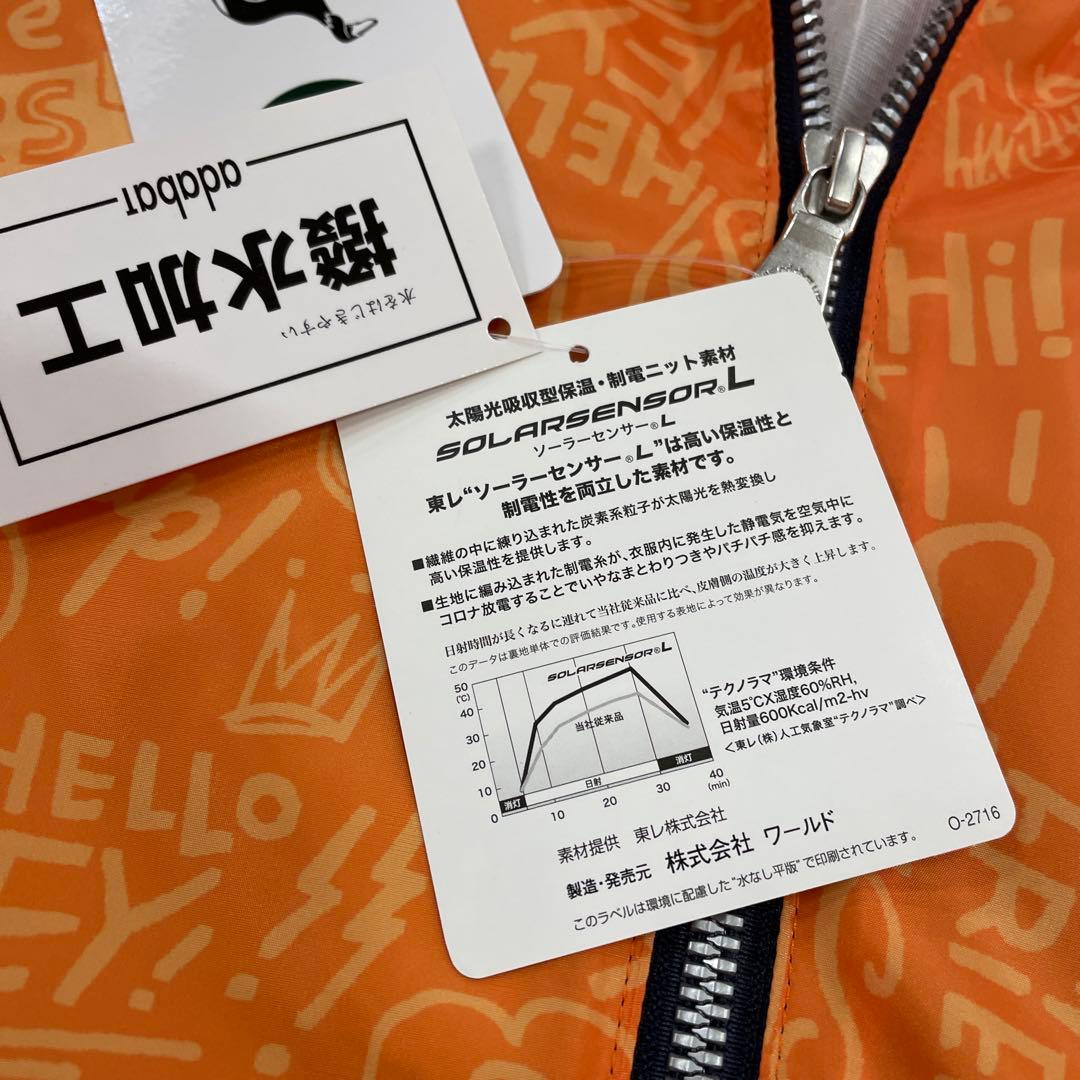 adabar
撥水加工
水をはじきやすい
太陽光吸収型保温・制電ニット素材
SOLARSENSOR®L
ソーラーセンサー®L
東レ“ソーラーセンサー®L”は高い保温性と
制電性を両立した素材です。
■繊維の中に練り込まれた炭素系粒子が太陽光を熱変換し
高い保温性を提供します。
■生地に編み込まれた制電糸が、衣服内に発生した静電気を空気中に
コロナ放電することでいやなまとわりつきやパチパチ感を抑えます。
日射時間が長くなるに連れて当社従来品に比べ、皮膚側の温度が大きく上昇します。
このデータは裏地単体での評価結果です。使用する表地によって効果が異なります。
SOLARSENSOR®L
当社従来品
50
(℃)
40
30
20
10
0
消灯
日射
消灯
10
20
30
40
(min)
“テクノラマ”環境条件
気温5℃X湿度60%RH,
日射量600Kcal/m2-hv
<東レ(株)人工気象室“テクノラマ”調べ>
素材提供 東レ株式会社
製造・発売元 株式会社 ワールド
O-2716
このラベルは環境に配慮した“水なし平版”で印刷されています。
HELLO
Hi!